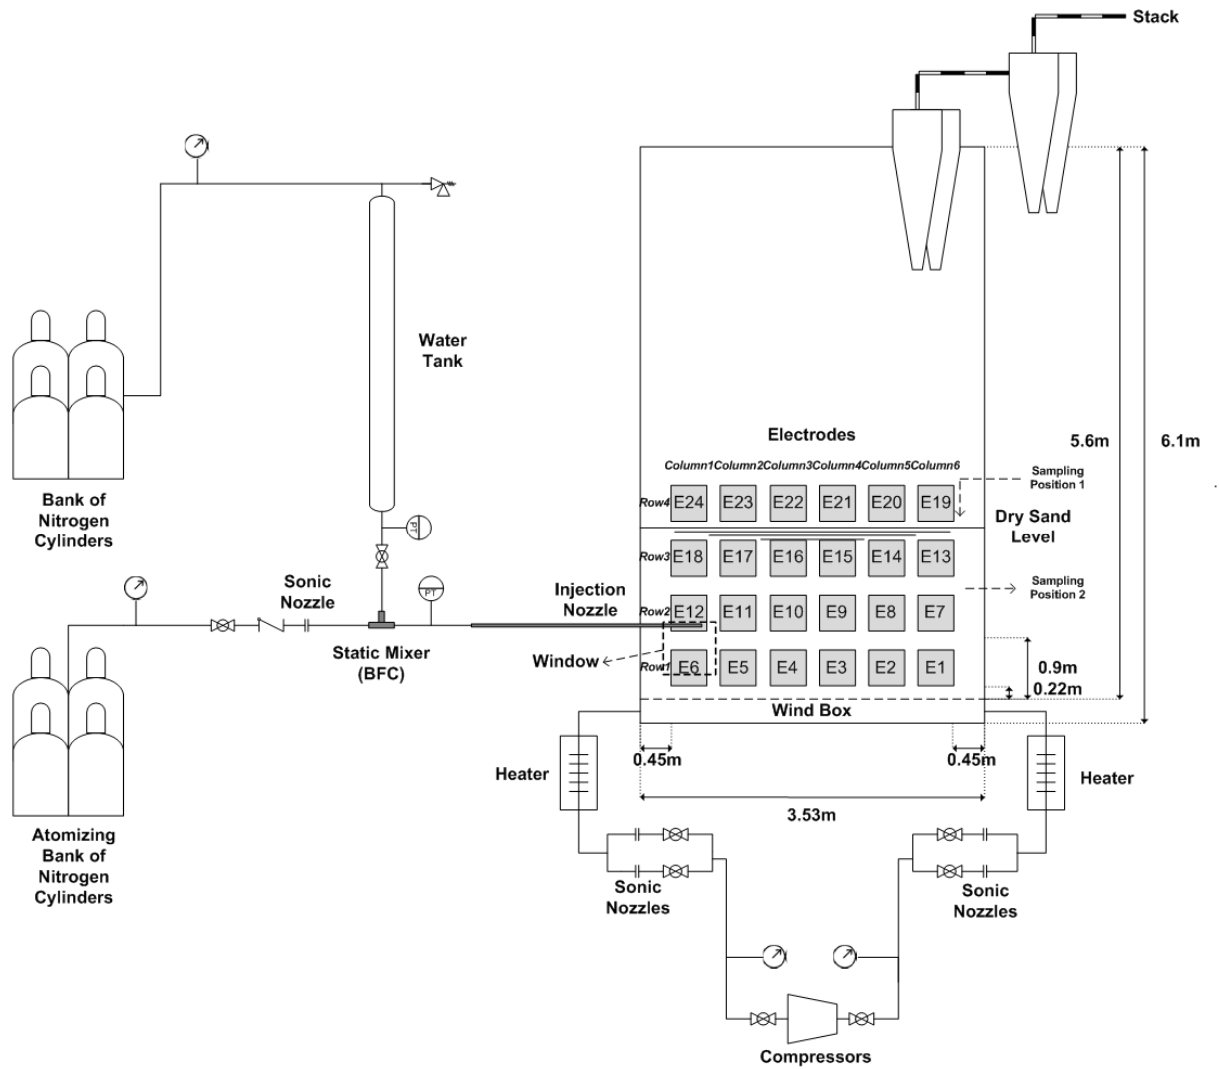 Stack
Water
Tank
Bank of
Nitrogen
Cylinders
Electrodes
Column1 Column2 Column3 Column4 Column5 Column6
Row4 E24 E23 E22 E21 E20 E19
Sampling
Position 1
Dry Sand
Level
Row3 E18 E17 E16 E15 E14 E13
Sampling
Position 2
Row2 E12 E11 E10 E9 E8 E7
Row1 E6 E5 E4 E3 E2 E1
5.6m
6.1m
0.9m
0.22m
PT
PT
Sonic
Nozzle
Injection
Nozzle
Static Mixer
(BFC)
Window
Wind Box
0.45m
0.45m
3.53m
Heater
Heater
Atomizing
Bank of
Nitrogen
Cylinders
Sonic
Nozzles
Sonic
Nozzles
Compressors